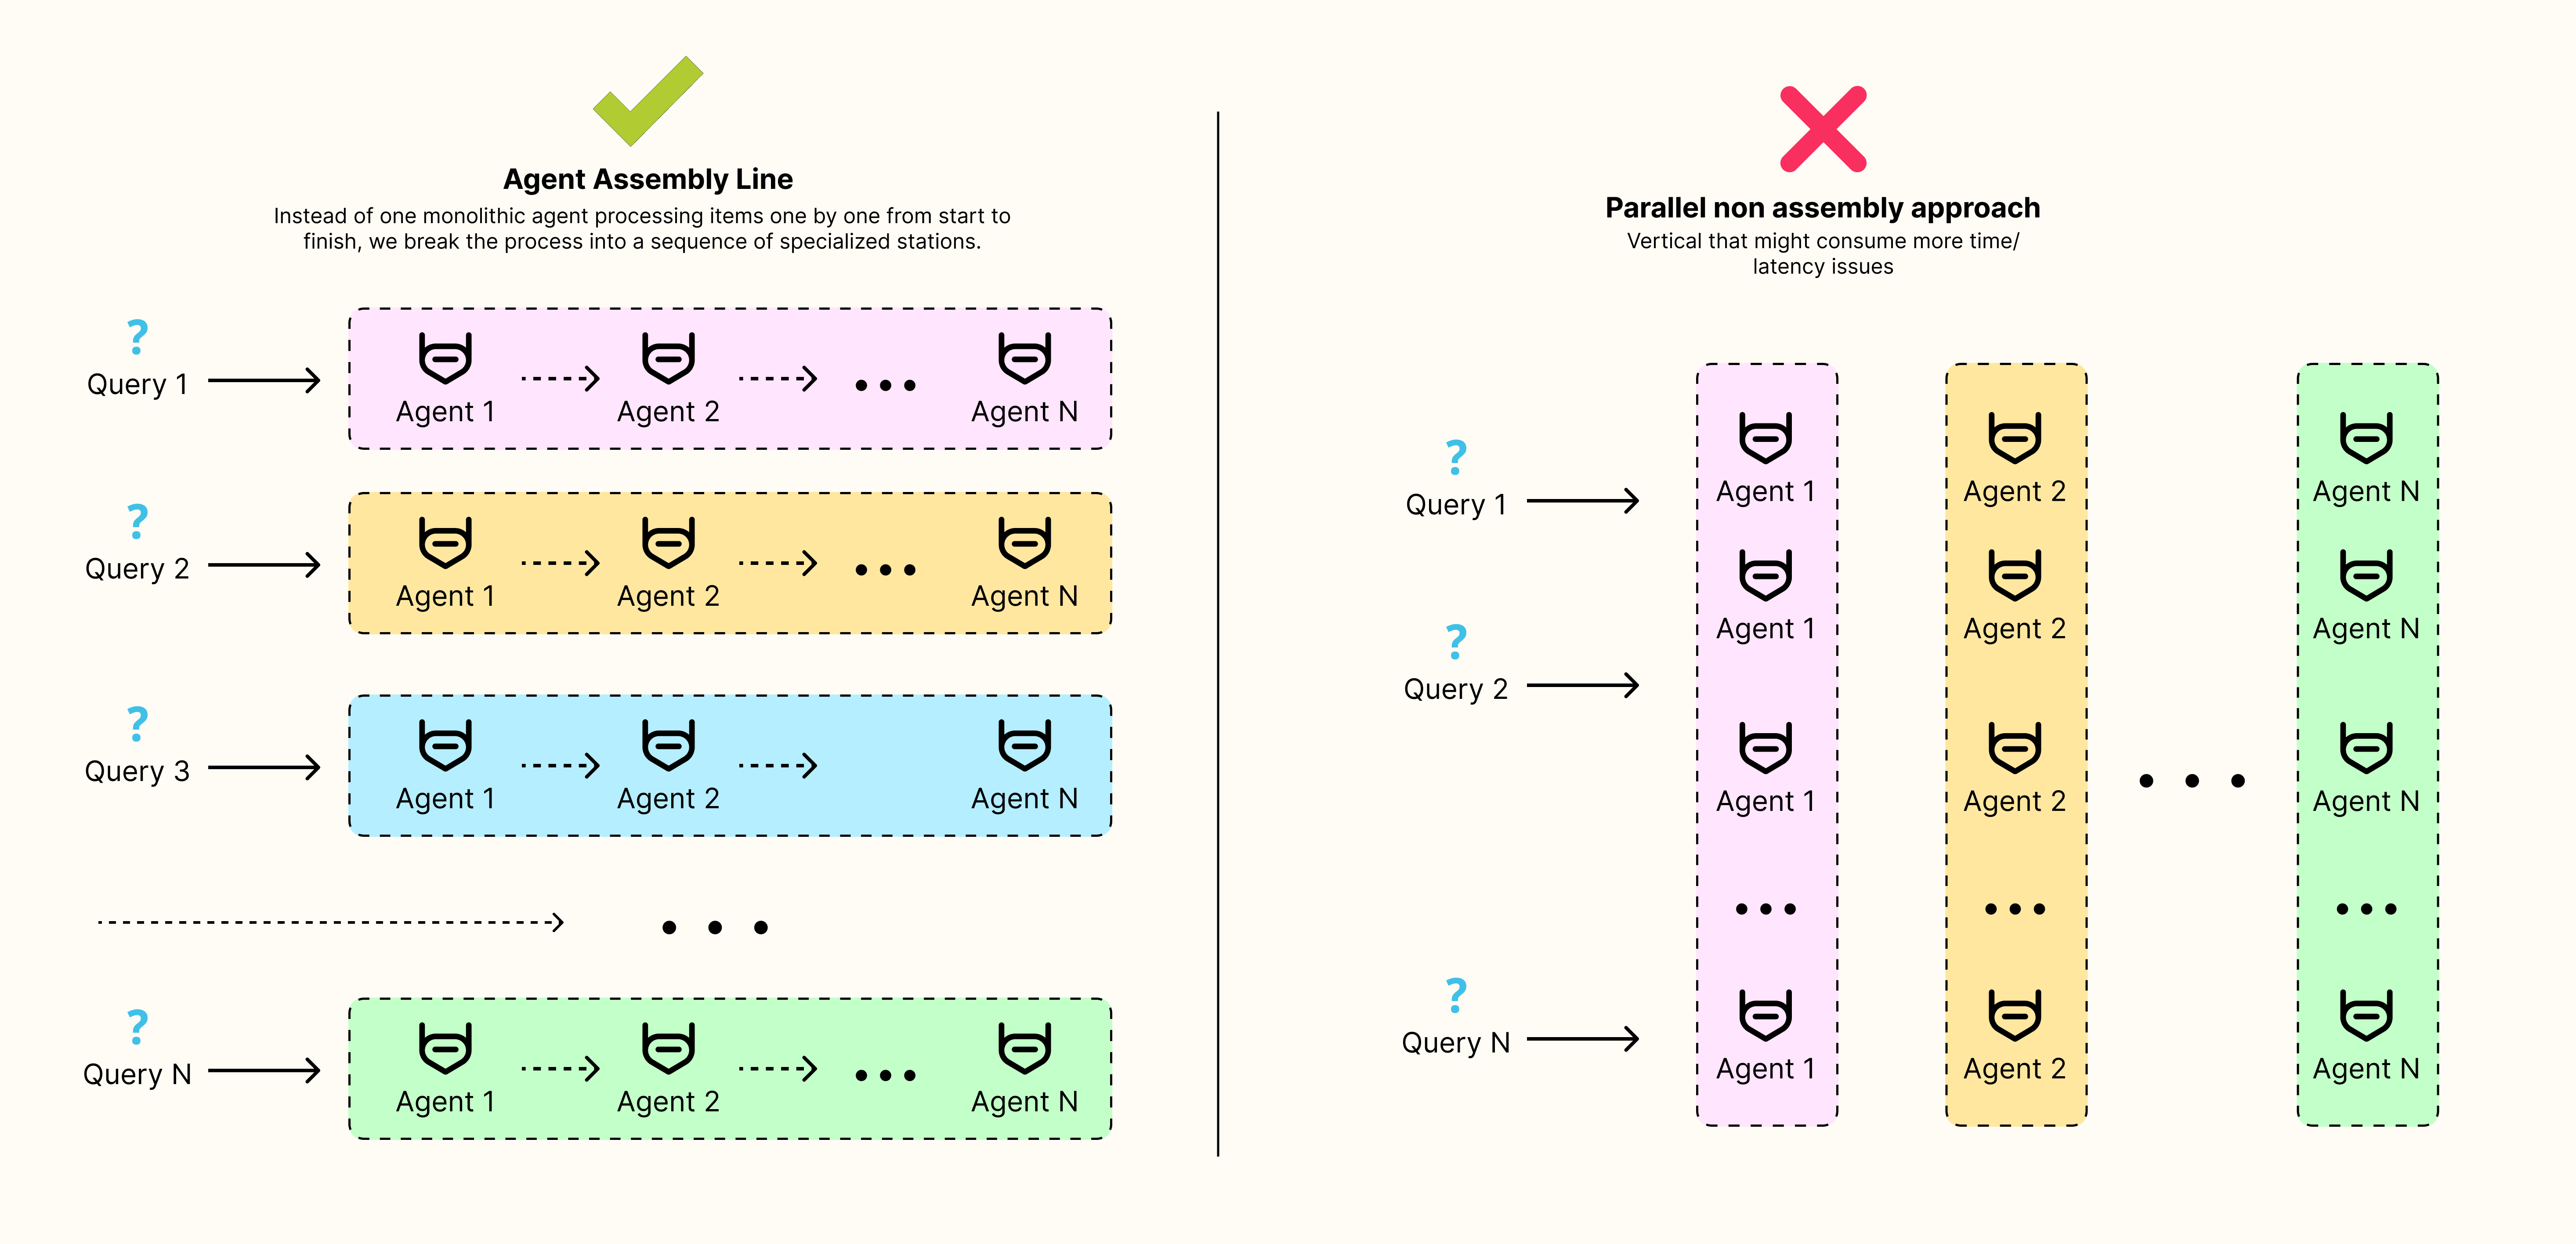 Agent Assembly Line
Instead of one monolithic agent processing items one by one from start to
finish, we break the process into a sequence of specialized stations.
?
Query 1
Agent 1
Agent 2
Agent N
?
Query 2
Agent 1
Agent 2
Agent N
?
Query 3
Agent 1
Agent 2
Agent N
?
Query N
Agent 1
Agent 2
Agent N
Parallel non assembly approach
Vertical that might consume more time/
latency issues
?
Query 1
?
Query 2
?
Query N
Agent 1
Agent 1
Agent 1
Agent 1
Agent 2
Agent 2
Agent 2
Agent 2
Agent N
Agent N
Agent N
Agent N